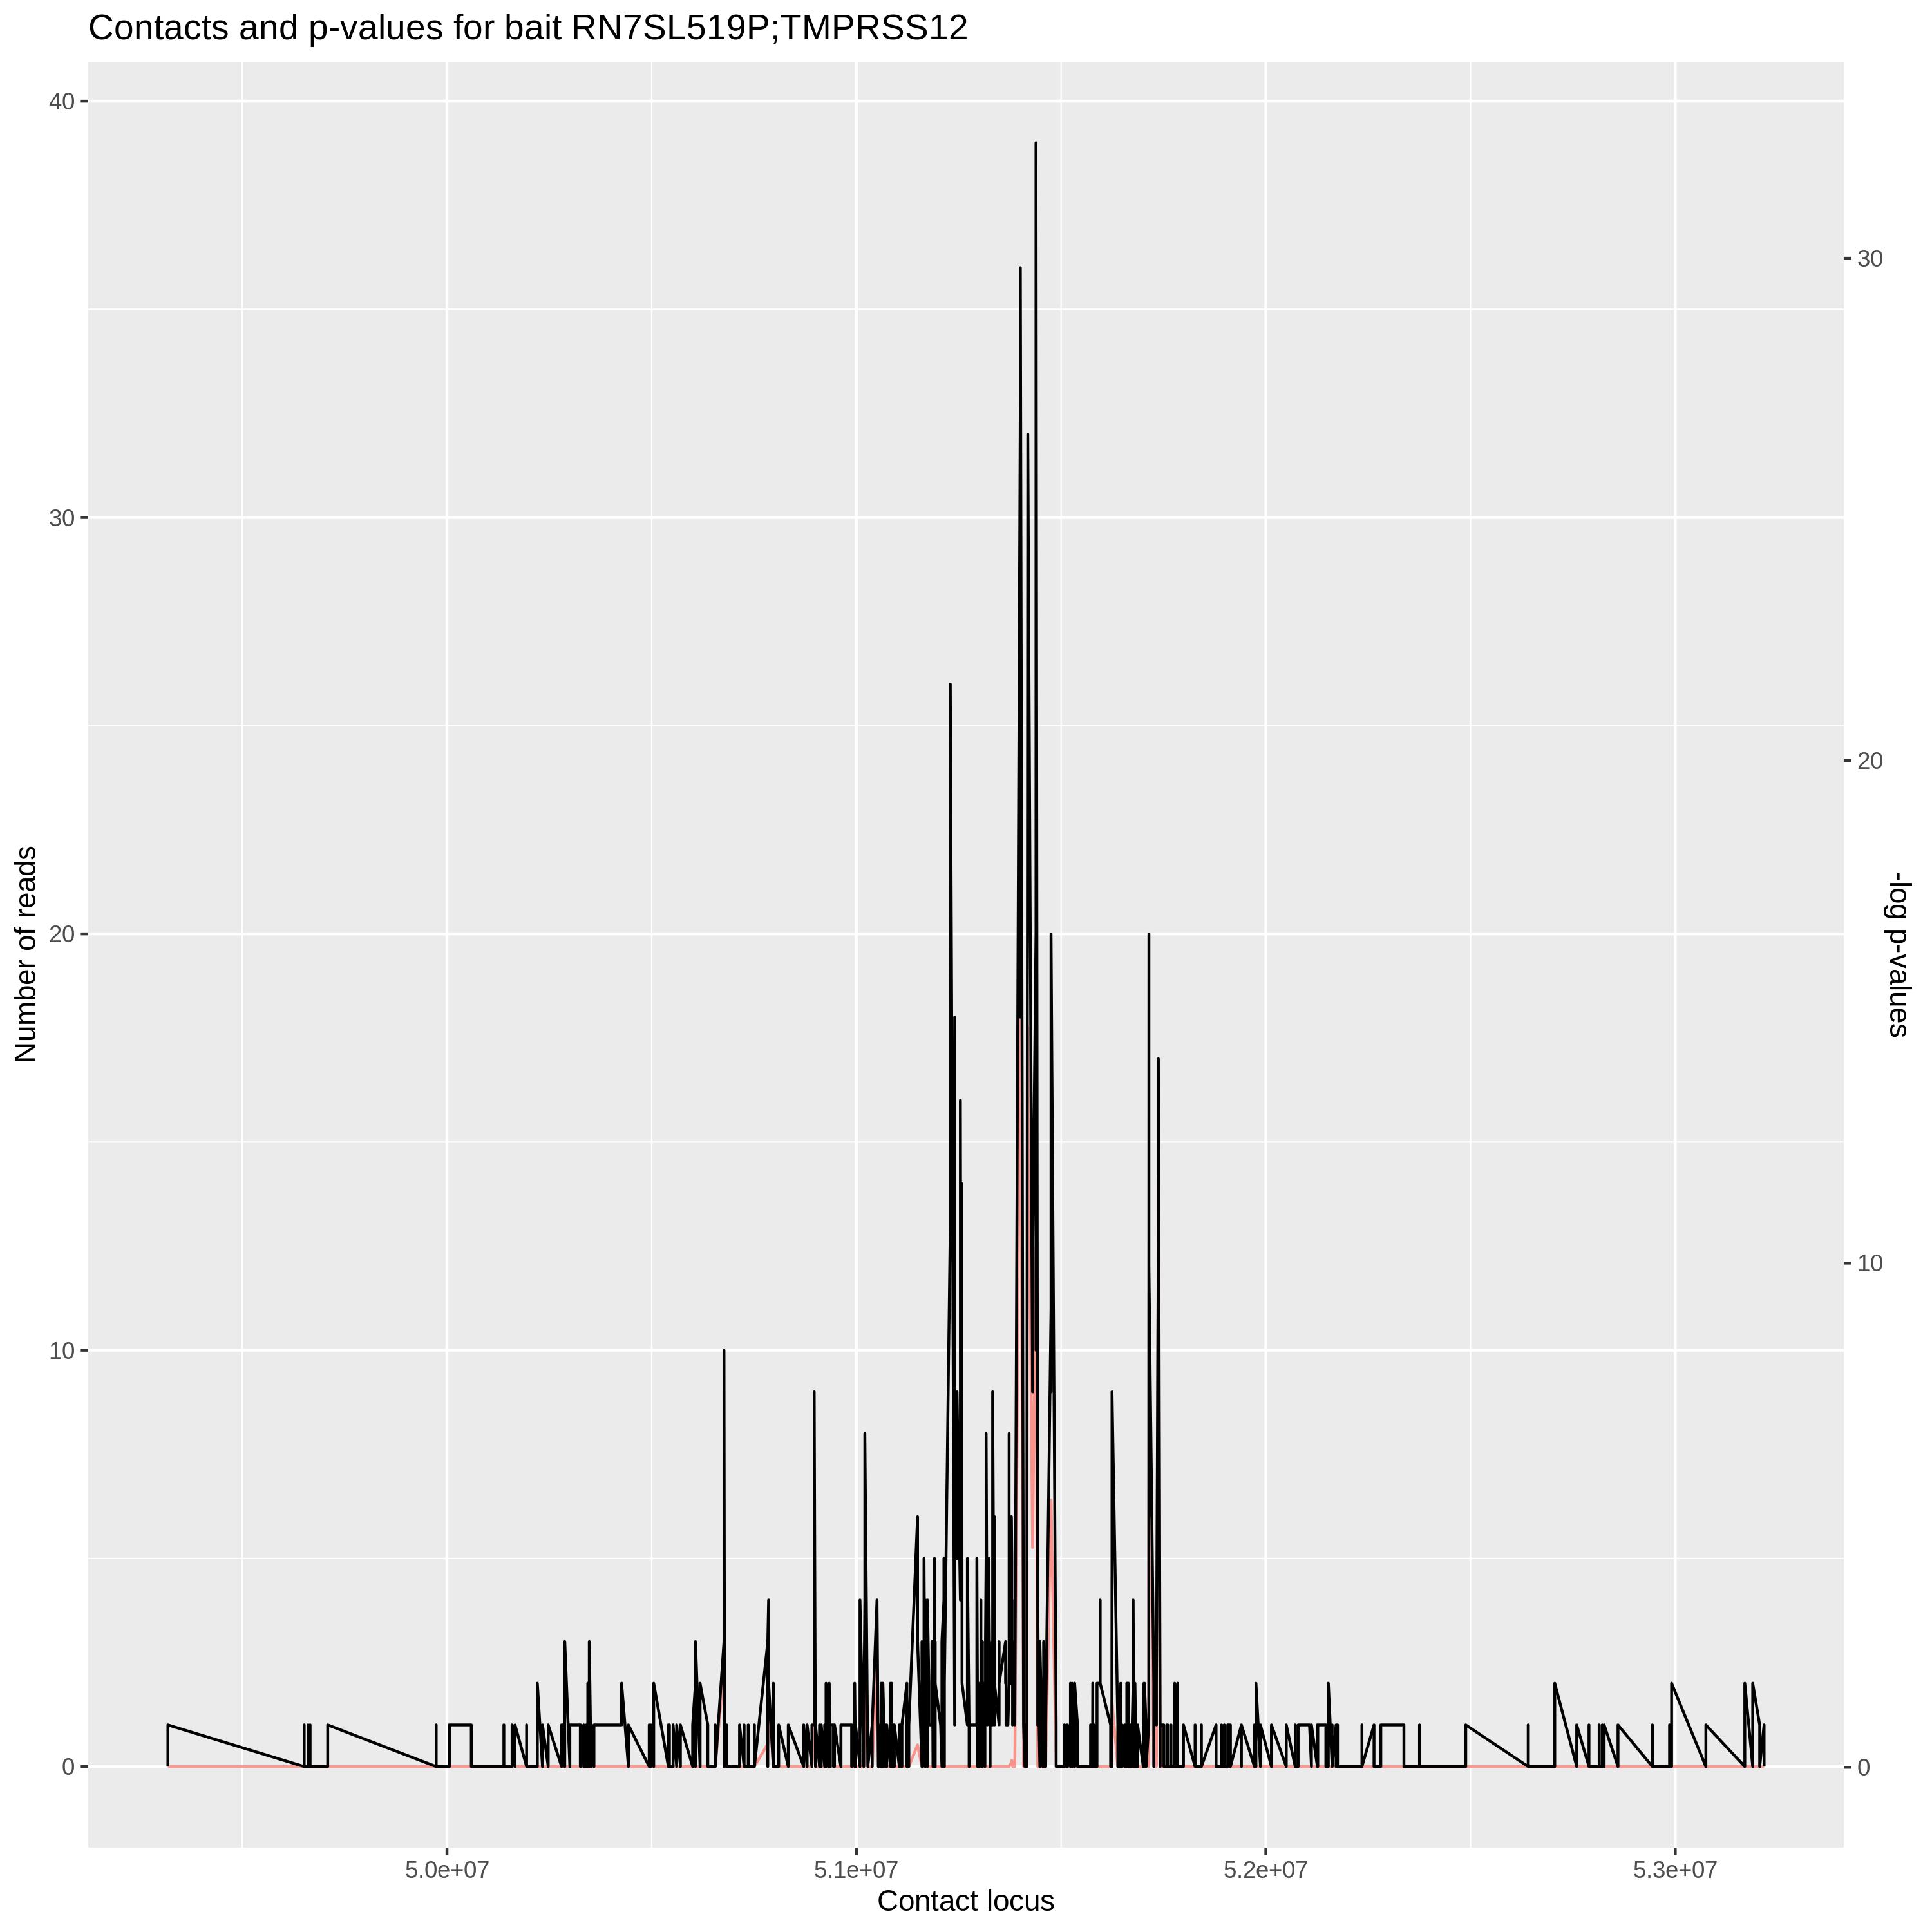 Contacts and p-values for bait RN7SL519P;TMPRSS12
40
30
20
10
0
Number of reads
30
20
10
0
-log p-values
5.0e+07 5.1e+07 5.2e+07 5.3e+07
Contact locus